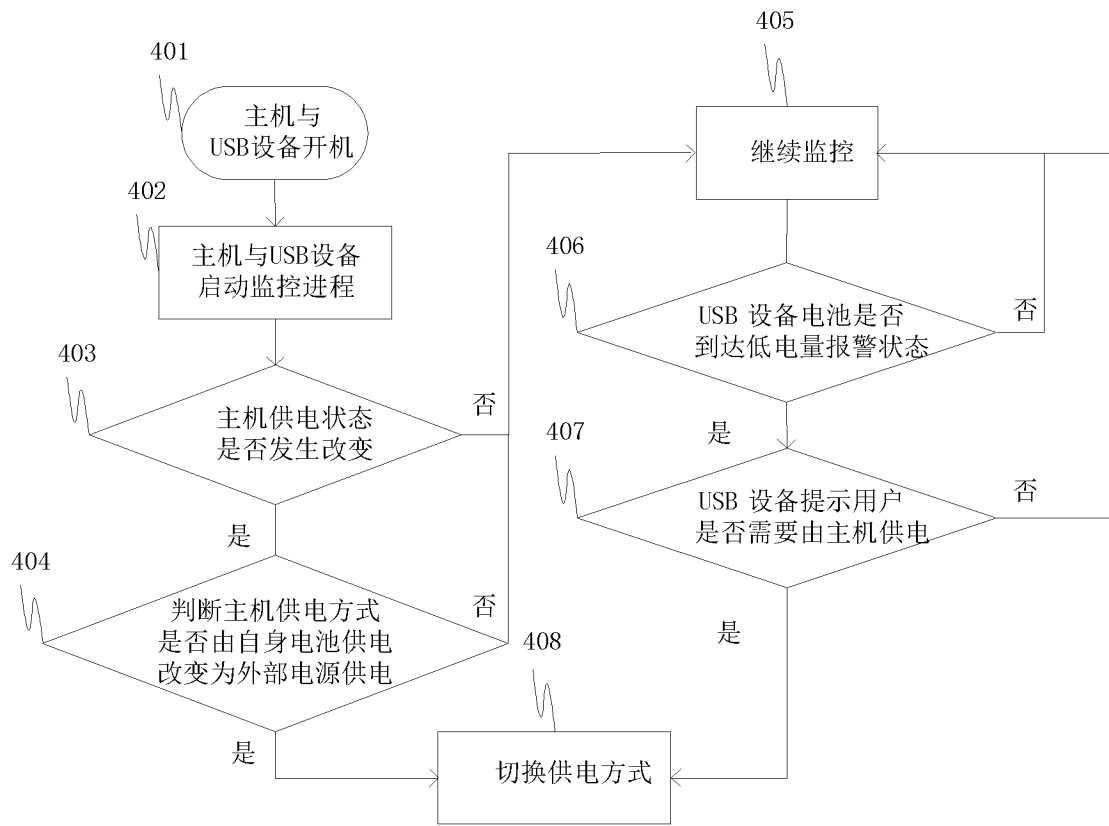 401
主机与
USB设备开机
402
主机与USB设备
启动监控进程
403
主机供电状态
是否发生改变
否
是
404
判断主机供电方式
是否由自身电池供电
改变为外部电源供电
否
是
405
继续监控
406
USB 设备电池是否
到达低电量报警状态
否
是
407
USB 设备提示用户
是否需要由主机供电
否
是
408
切换供电方式